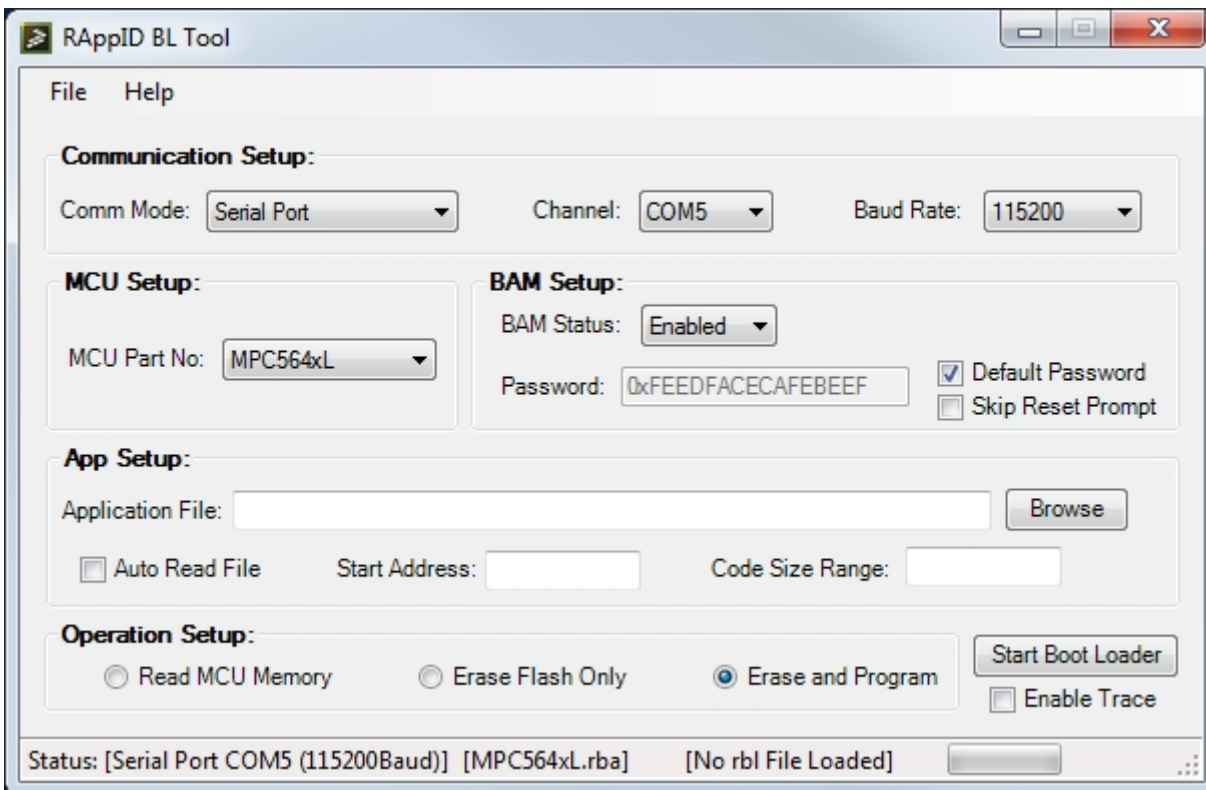 RAppID BL Tool
File Help
Communication Setup:
Comm Mode: Serial Port Channel: COM5 Baud Rate: 115200
MCU Setup:
MCU Part No: MPC564xL
BAM Setup:
BAM Status: Enabled
Password: 0xFEEDFACECAFEBEEF
Default Password
Skip Reset Prompt
App Setup:
Application File: Browse
Auto Read File Start Address: Code Size Range:
Operation Setup:
Read MCU Memory Erase Flash Only Erase and Program
Start Boot Loader
Enable Trace
Status: [Serial Port COM5 (115200Baud)] [MPC564xL.rba] [No rbl File Loaded]